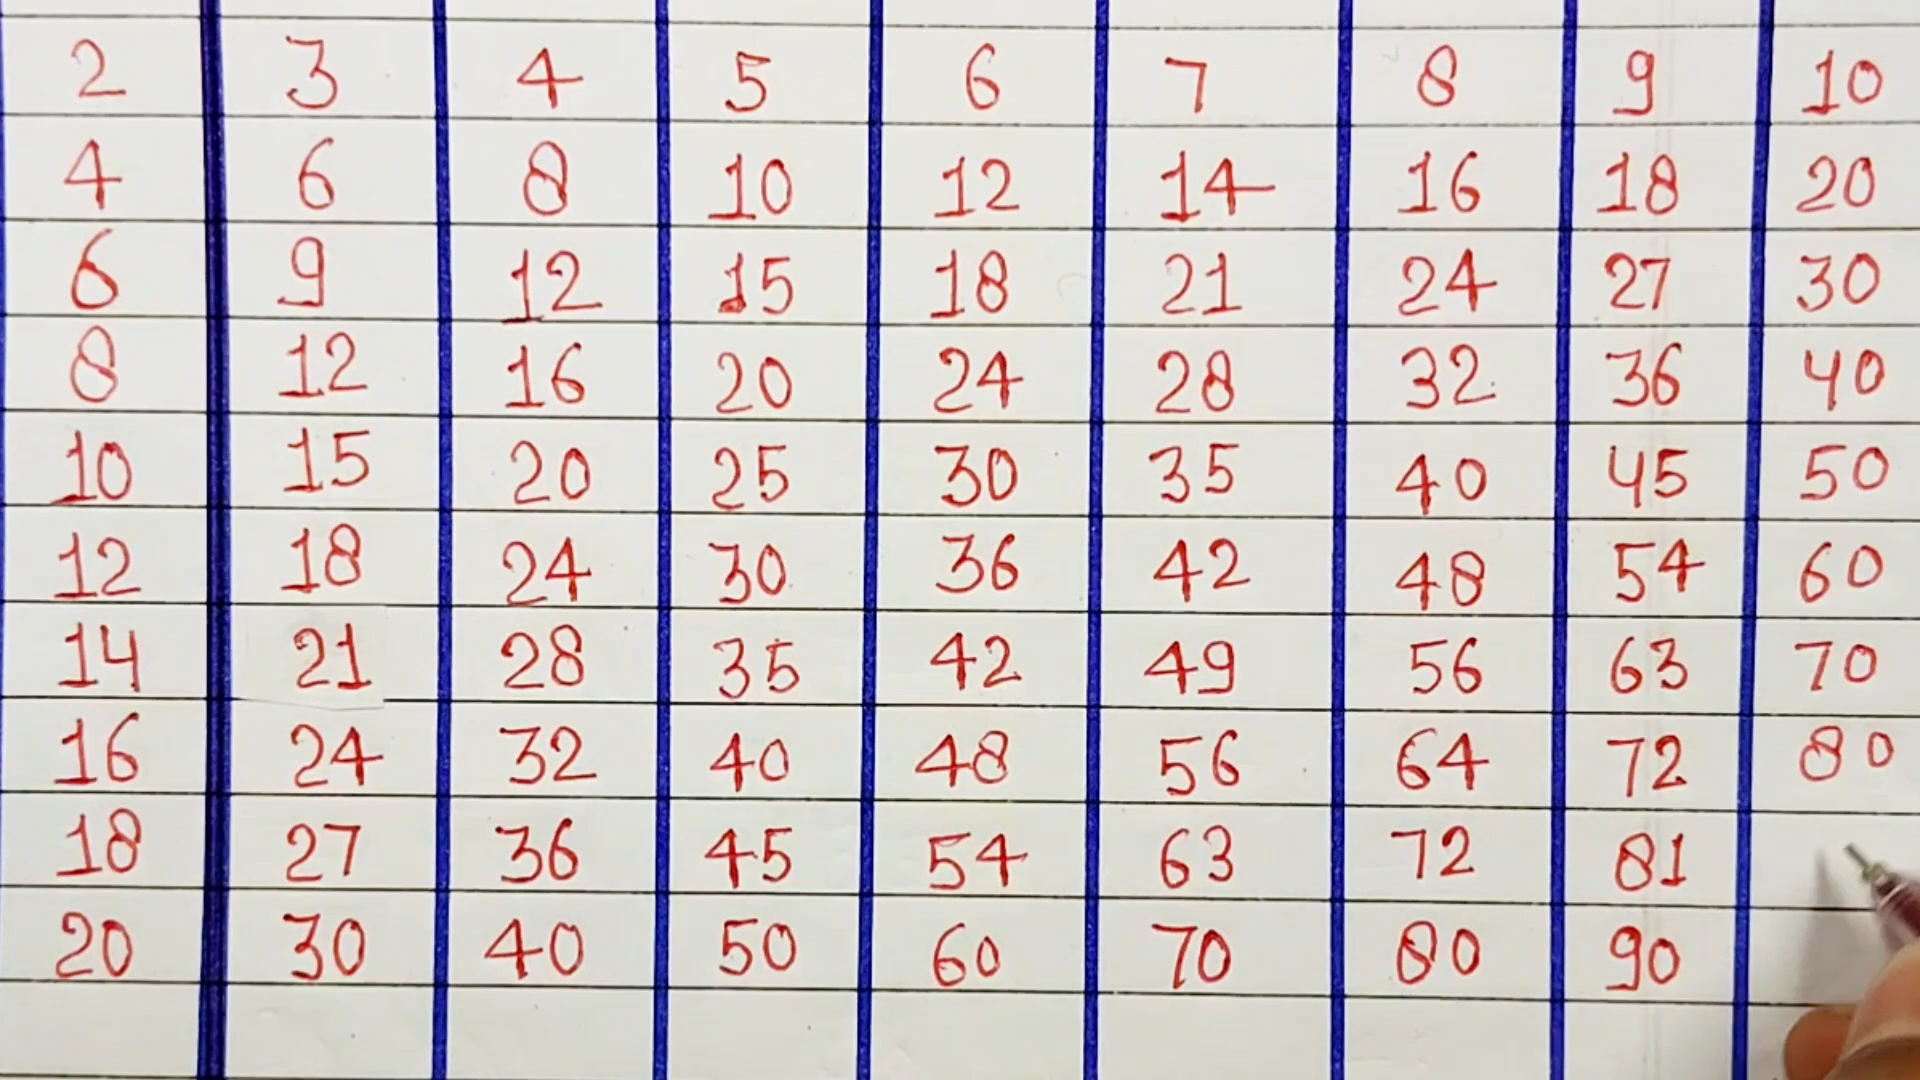 2 3 4 5 6 7 8 9 10
4 6 8 10 12 14 16 18 20
6 9 12 15 18 21 24 27 30
8 12 16 20 24 28 32 36 40
10 15 20 25 30 35 40 45 50
12 18 24 30 36 42 48 54 60
14 21 28 35 42 49 56 63 70
16 24 32 40 48 56 64 72 80
18 27 36 45 54 63 72 81
20 30 40 50 60 70 80 90